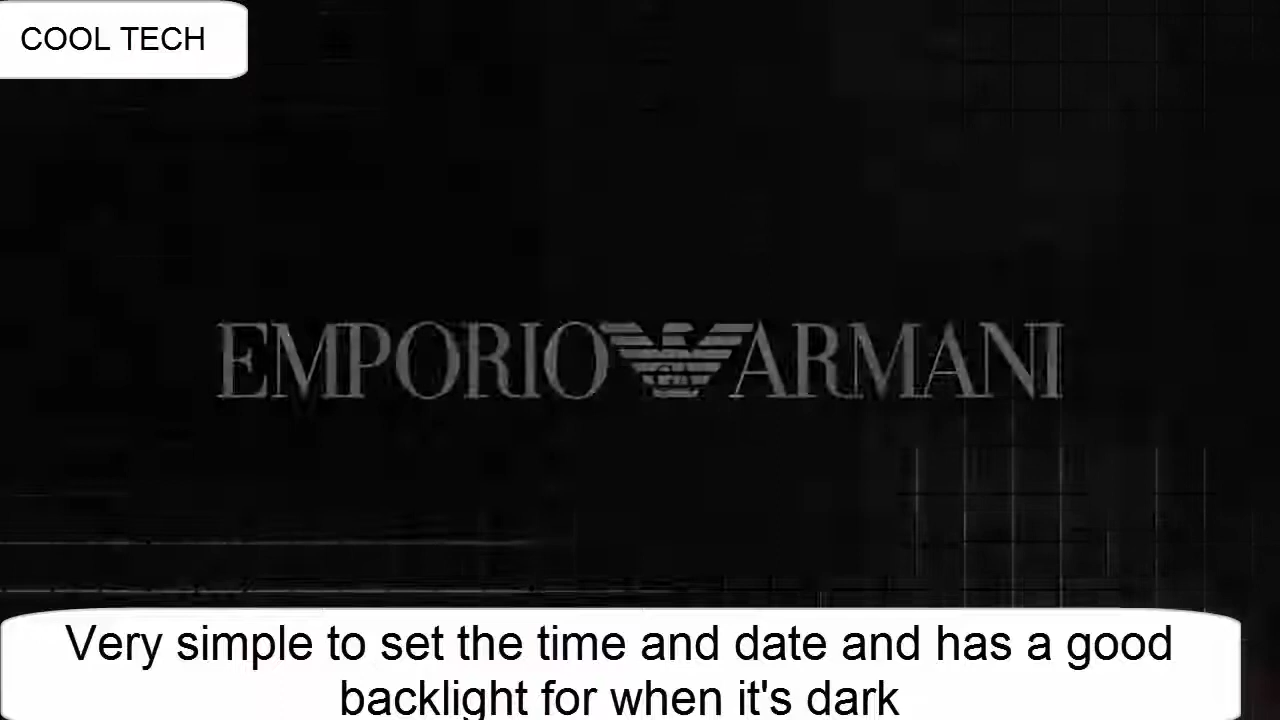 COOL TECH
EMPORIO ARMANI
Very simple to set the time and date and has a good
backlight for when it's dark